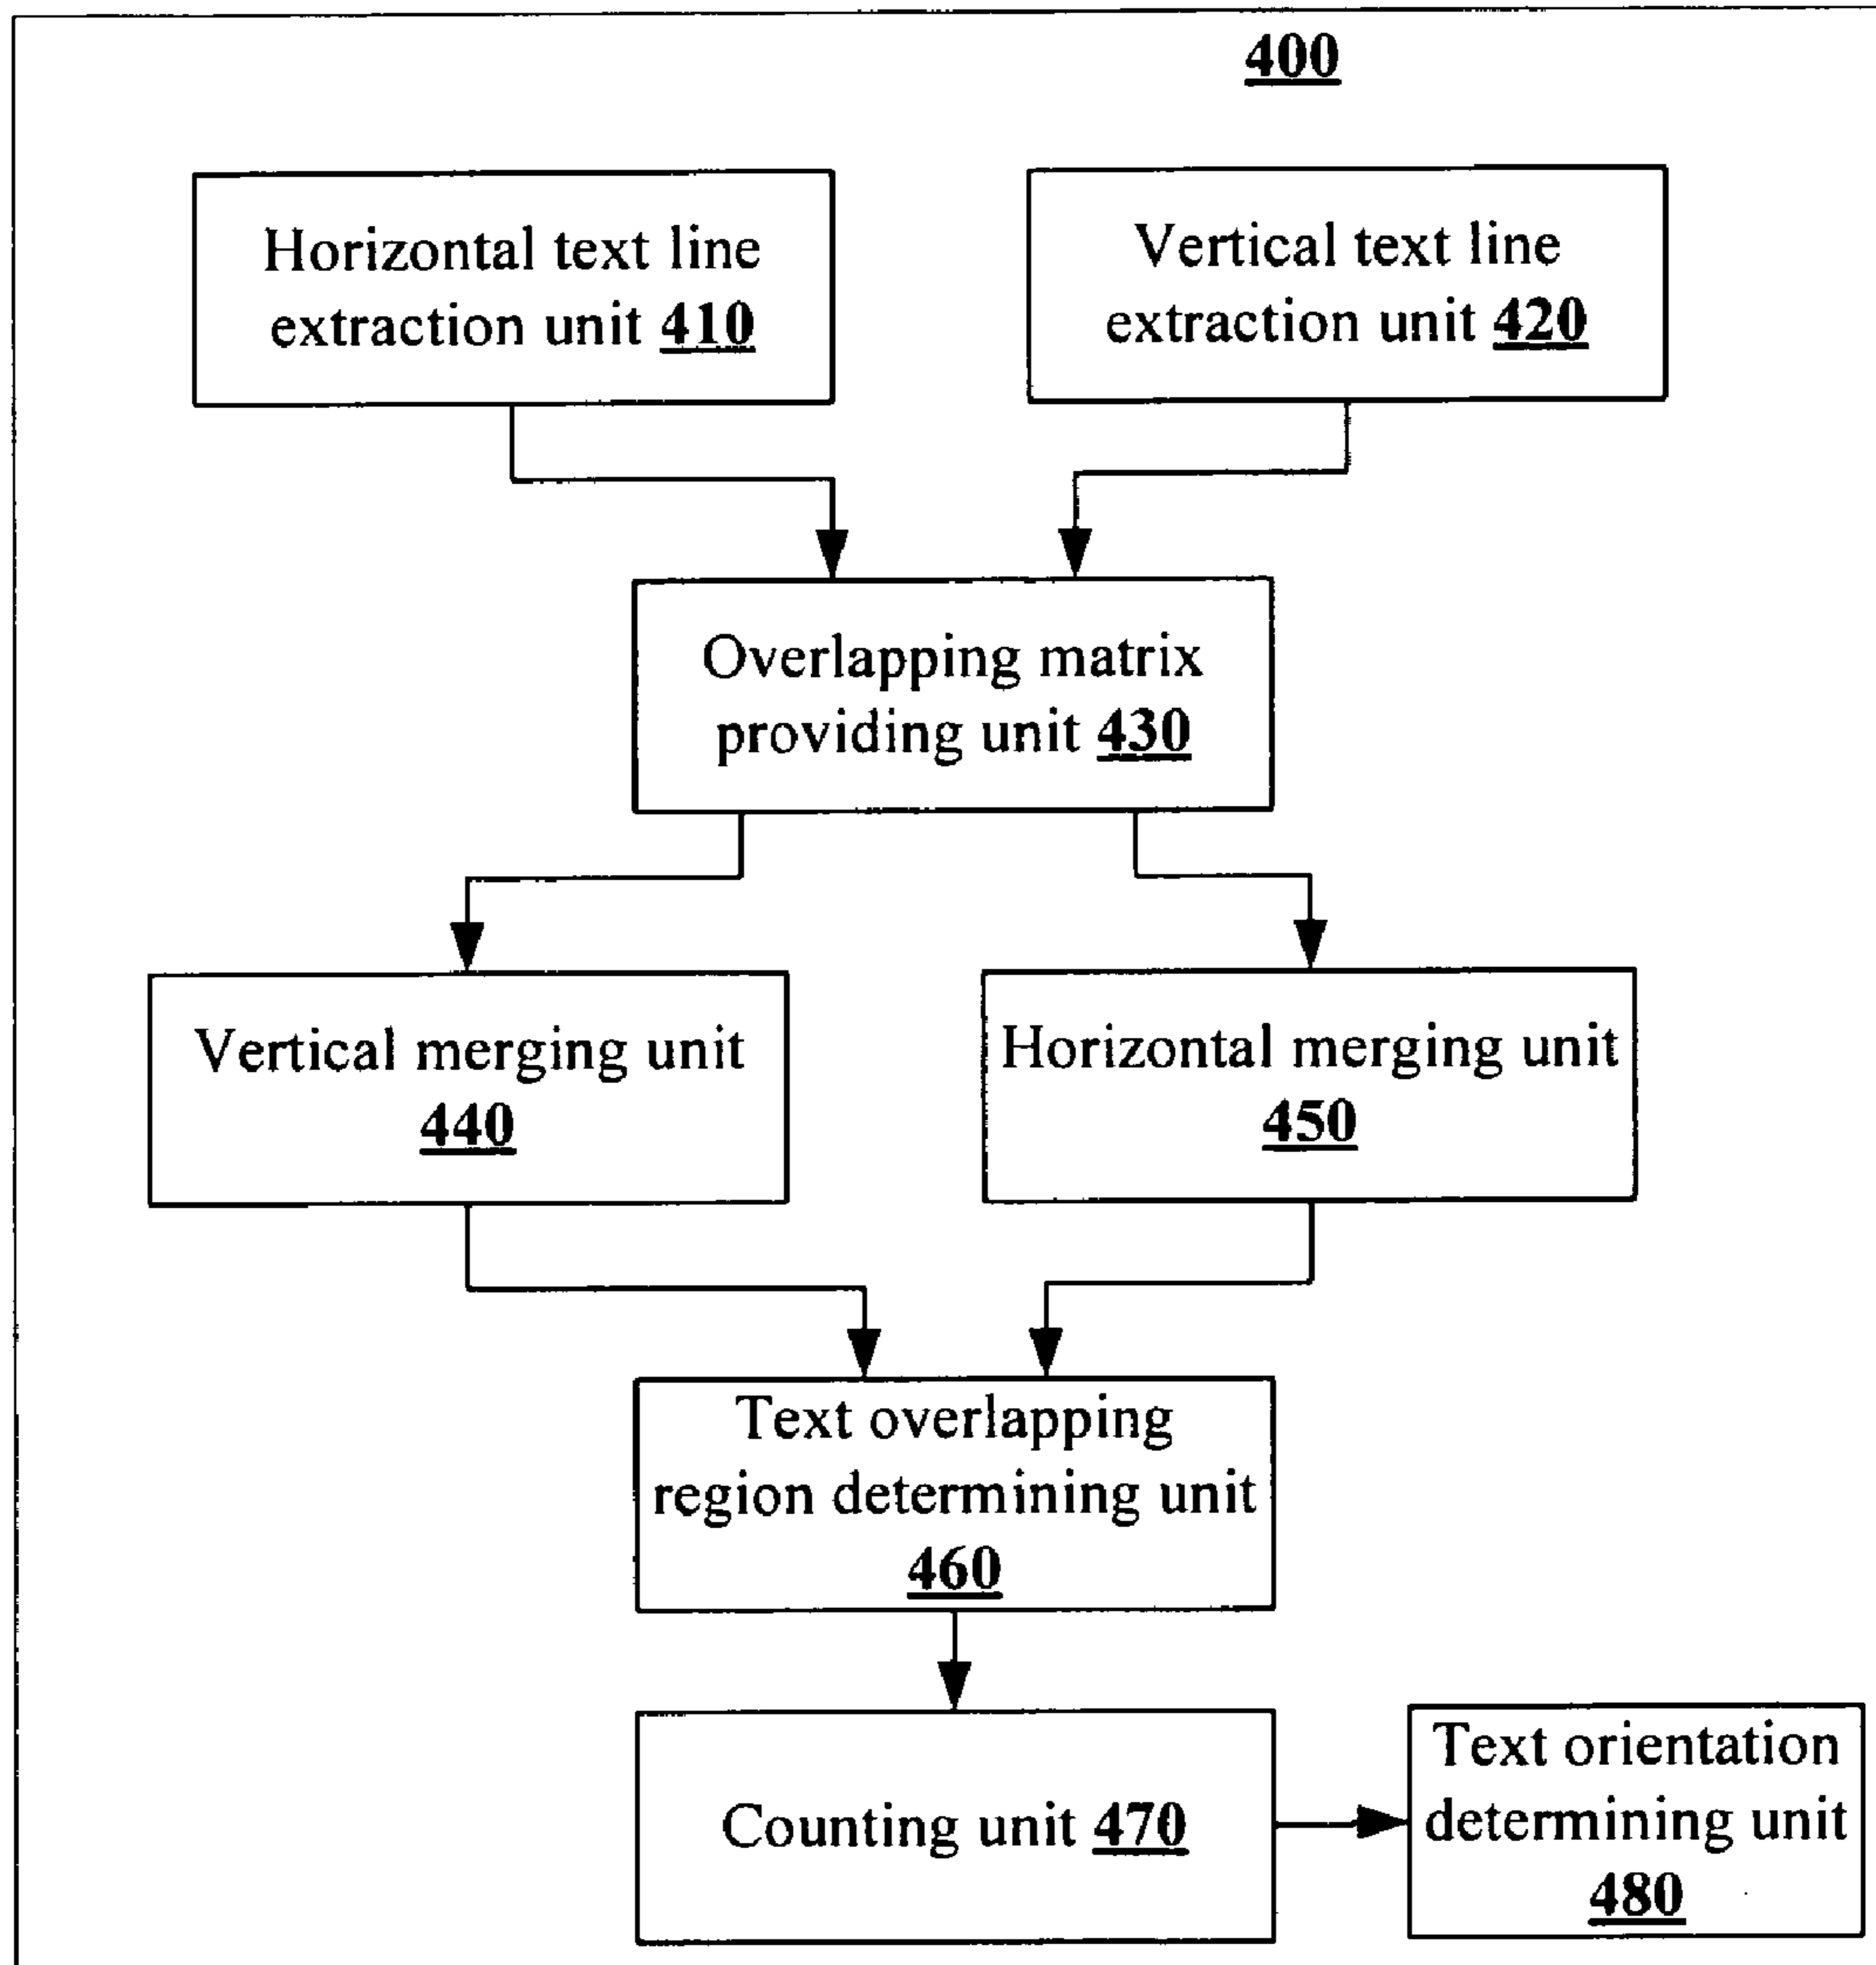 400
Horizontal text line
extraction unit 410
Vertical text line
extraction unit 420
Overlapping matrix
providing unit 430
Vertical merging unit
440
Horizontal merging unit
450
Text overlapping
region determining unit
460
Counting unit 470
Text orientation
determining unit
480